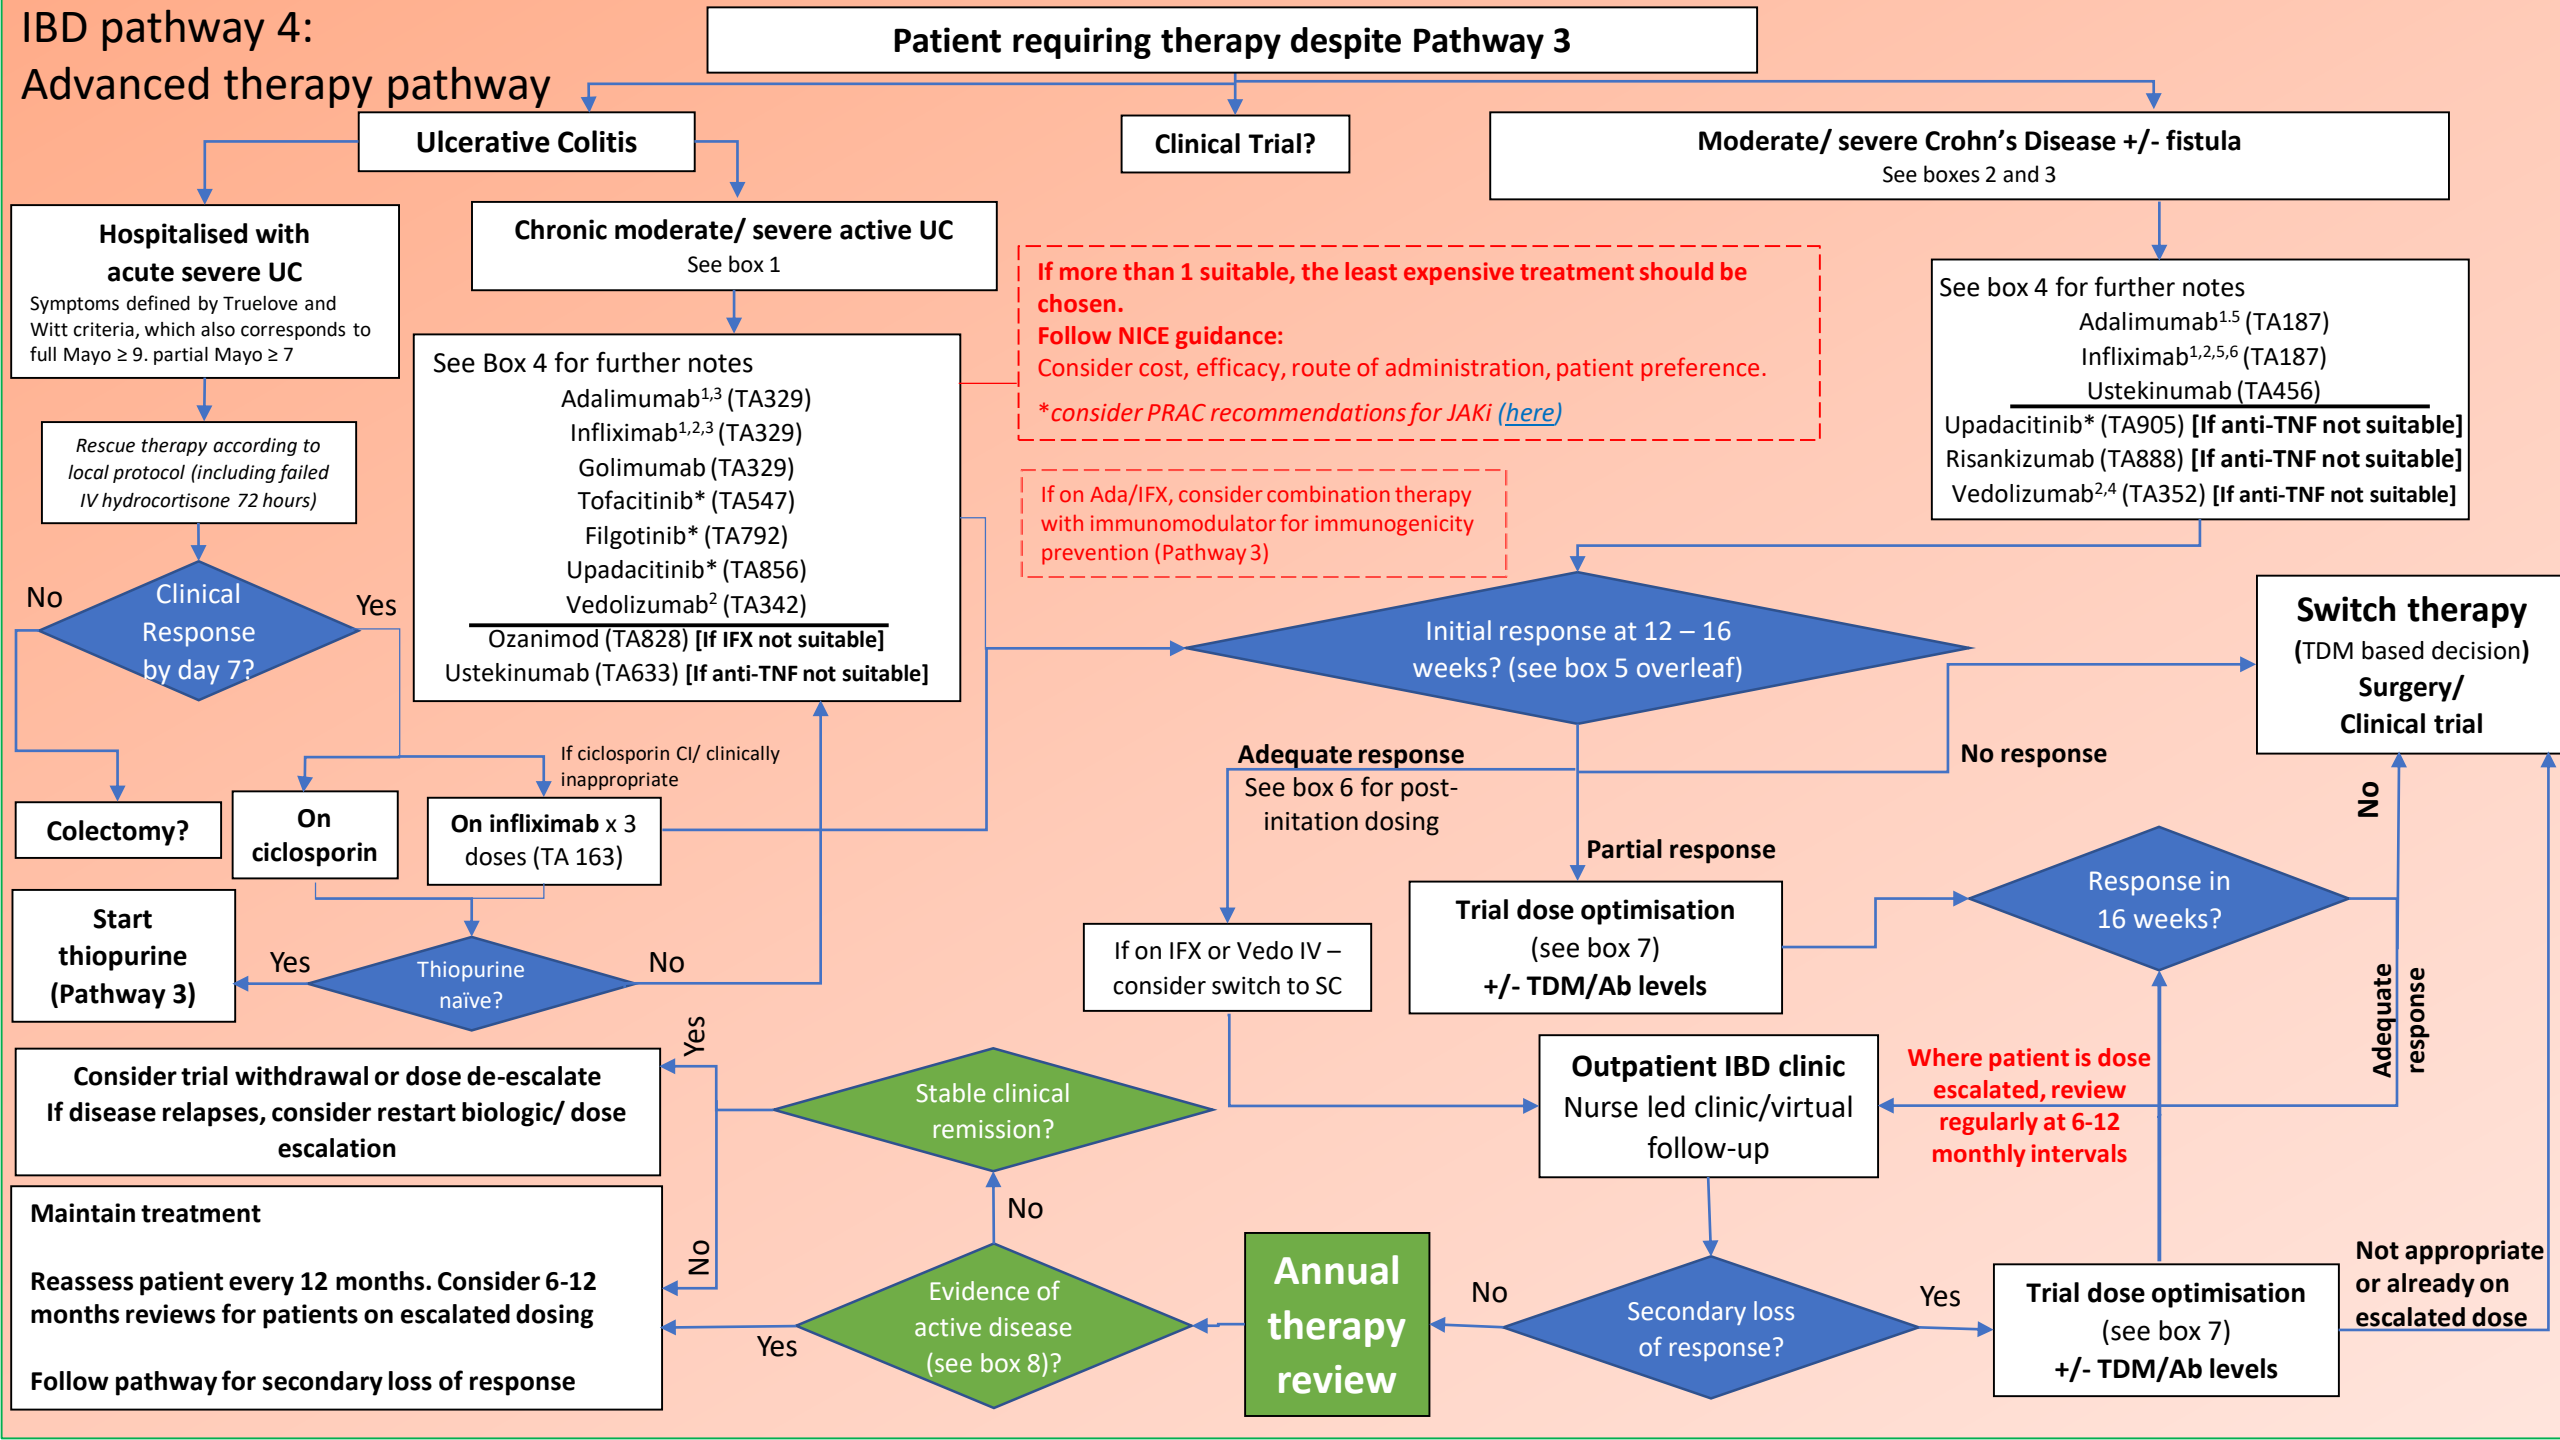 IBD pathway 4:
Advanced therapy pathway
Patient requiring therapy despite Pathway 3
Ulcerative Colitis
Clinical Trial?
Moderate/ severe Crohn’s Disease +/- fistula
See boxes 2 and 3
Hospitalised with
acute severe UC
Symptoms defined by Truelove and
Witt criteria, which also corresponds to
full Mayo ≥ 9. partial Mayo ≥ 7
Chronic moderate/ severe active UC
See box 1
If more than 1 suitable, the least expensive treatment should be
chosen.
Follow NICE guidance:
Consider cost, efficacy, route of administration, patient preference.
*consider PRAC recommendations for JAKi (here)
See box 4 for further notes
Adalimumab1.5 (TA187)
Infliximab1,2,5,6 (TA187)
Ustekinumab (TA456)
Upadacitinib* (TA905) [If anti-TNF not suitable]
Risankizumab (TA888) [If anti-TNF not suitable]
Vedolizumab2,4 (TA352) [If anti-TNF not suitable]
See Box 4 for further notes
Adalimumab1,3 (TA329)
Infliximab1,2,3 (TA329)
Golimumab (TA329)
Tofacitinib* (TA547)
Filgotinib* (TA792)
Upadacitinib* (TA856)
Vedolizumab2 (TA342)
Ozanimod (TA828) [If IFX not suitable]
Ustekinumab (TA633) [If anti-TNF not suitable]
Rescue therapy according to
local protocol (including failed
IV hydrocortisone 72 hours)
If on Ada/IFX, consider combination therapy
with immunomodulator for immunogenicity
prevention (Pathway 3)
No
Clinical
Response
by day 7?
Yes
Initial response at 12 – 16
weeks? (see box 5 overleaf)
Switch therapy
(TDM based decision)
Surgery/
Clinical trial
If ciclosporin CI/ clinically
inappropriate
Adequate response
See box 6 for post-
initation dosing
No response
Partial response
No
Colectomy?
On
ciclosporin
On infliximab x 3
doses (TA 163)
Start
thiopurine
(Pathway 3)
Yes
Thiopurine
naïve?
No
If on IFX or Vedo IV –
consider switch to SC
Trial dose optimisation
(see box 7)
+/- TDM/Ab levels
Response in
16 weeks?
Adequate
response
Yes
Consider trial withdrawal or dose de-escalate
If disease relapses, consider restart biologic/ dose
escalation
Stable clinical
remission?
Outpatient IBD clinic
Nurse led clinic/virtual
follow-up
Where patient is dose
escalated, review
regularly at 6-12
monthly intervals
Maintain treatment
Reassess patient every 12 months. Consider 6-12
months reviews for patients on escalated dosing
Follow pathway for secondary loss of response
No
No
Yes
Evidence of
active disease
(see box 8)?
Annual
therapy
review
No
Secondary loss
of response?
Yes
Trial dose optimisation
(see box 7)
+/- TDM/Ab levels
Not appropriate
or already on
escalated dose